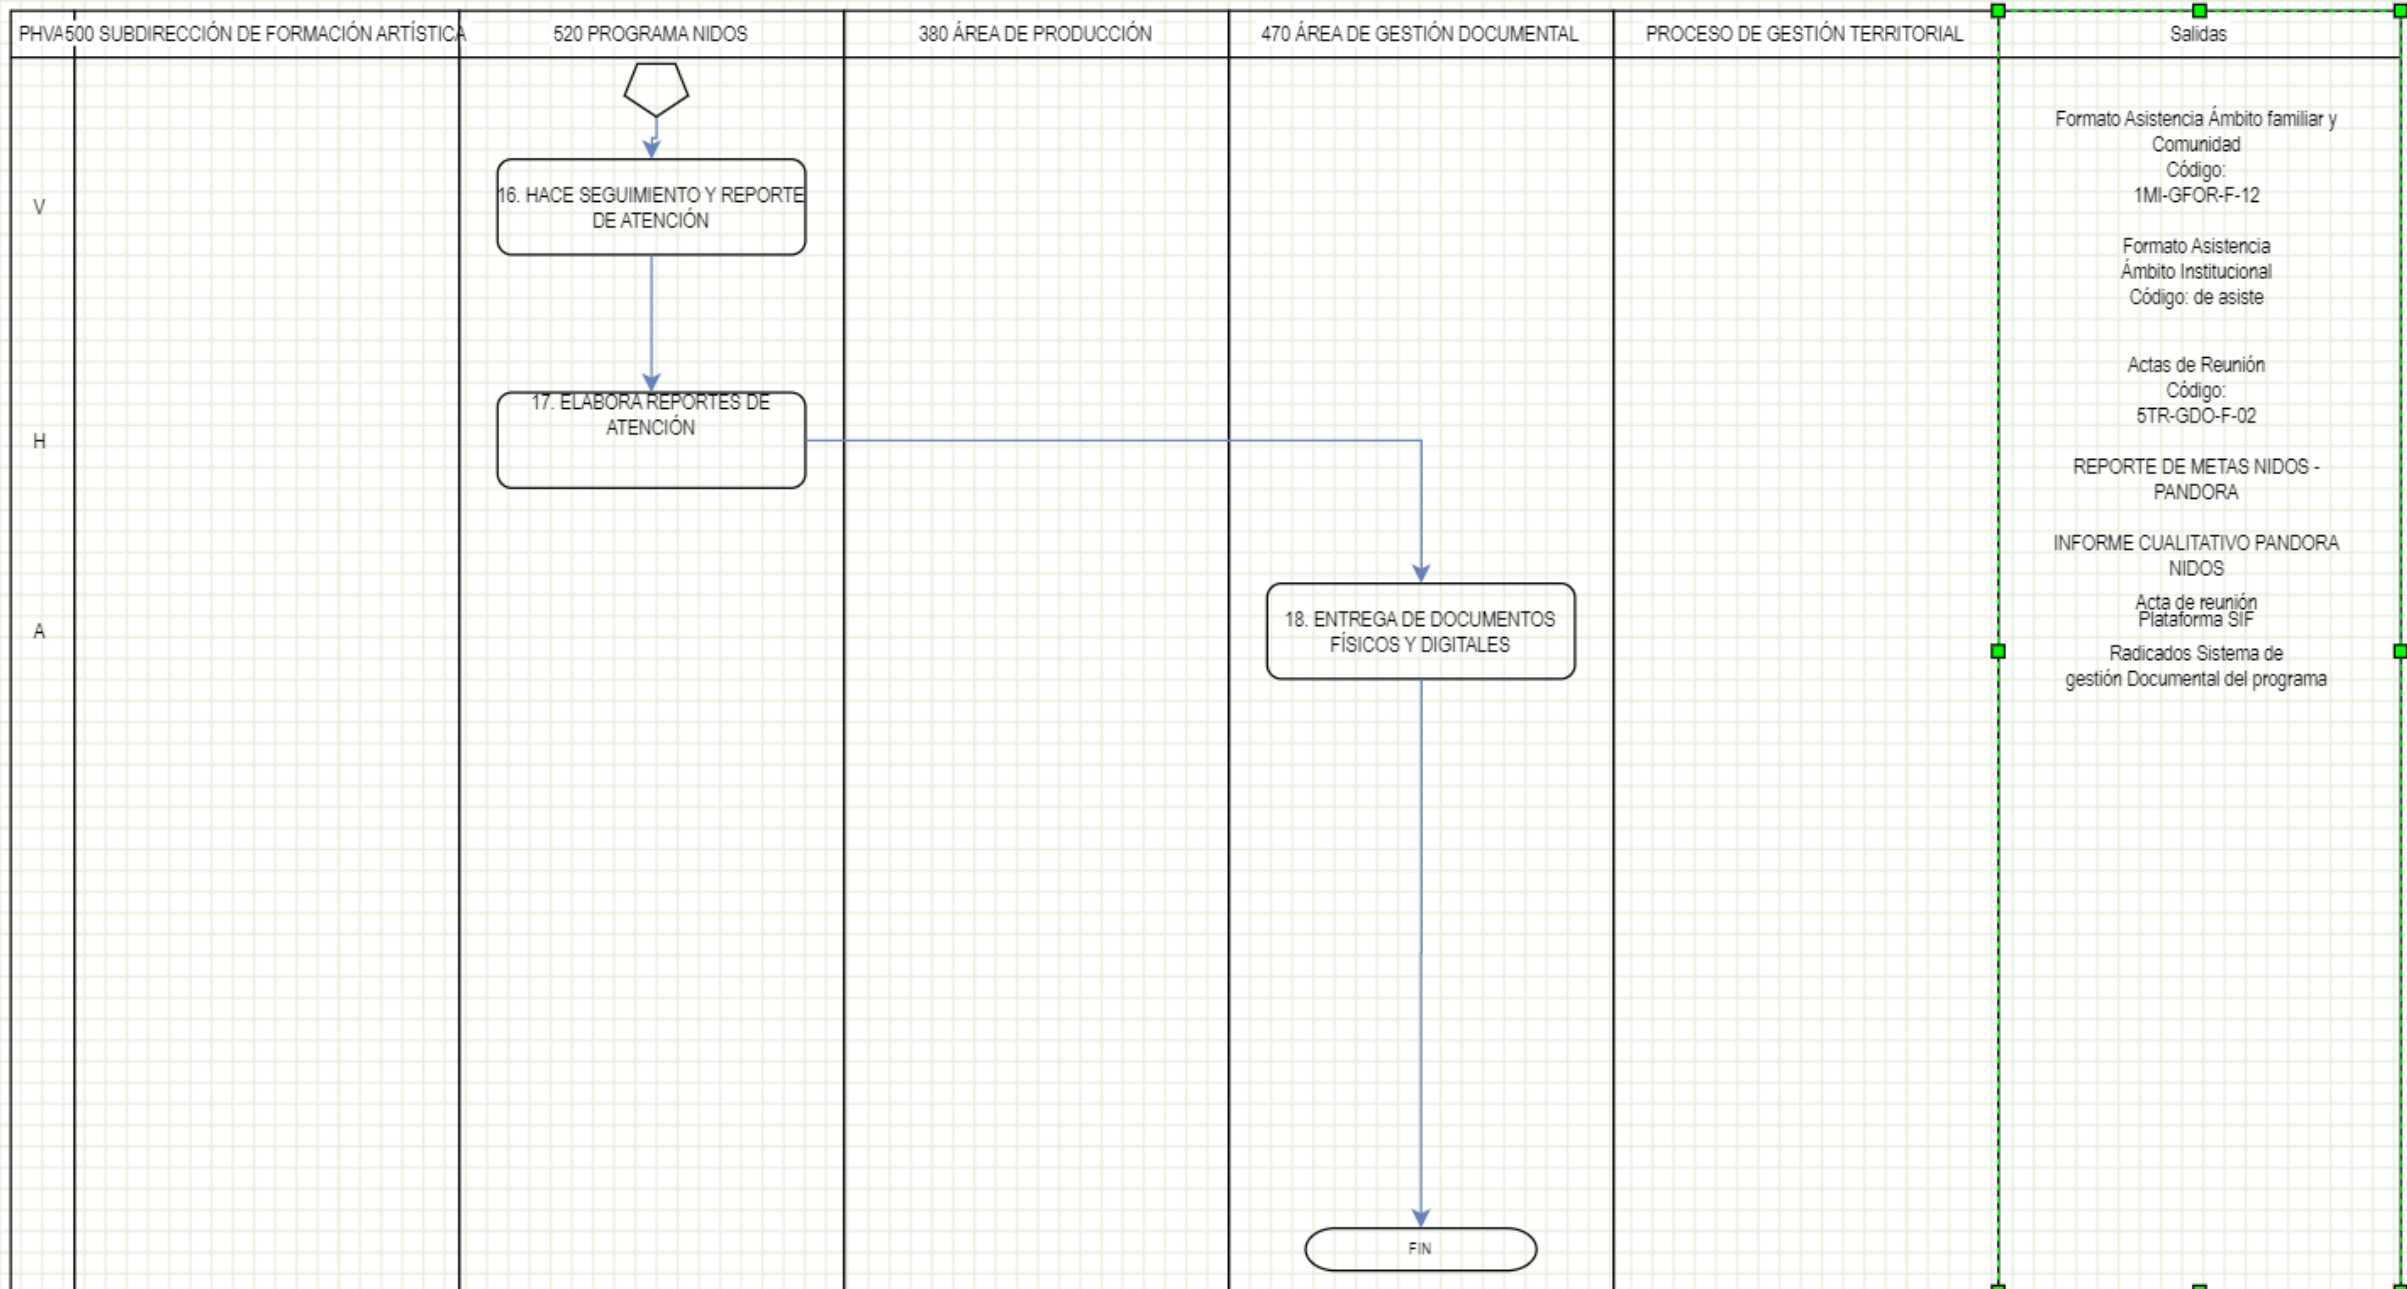 PHVA
500 SUBDIRECCIÓN DE FORMACIÓN ARTÍSTICA
520 PROGRAMA NIDOS
380 ÁREA DE PRODUCCIÓN
470 ÁREA DE GESTIÓN DOCUMENTAL
PROCESO DE GESTIÓN TERRITORIAL
Salidas
V
16. HACE SEGUIMIENTO Y REPORTE
DE ATENCIÓN
Formato Asistencia Ámbito familiar y
Comunidad
Código:
1MI-GFOR-F-12
Formato Asistencia
Ámbito Institucional
Código: de asiste
H
17. ELABORA REPORTES DE
ATENCIÓN
Actas de Reunión
Código:
5TR-GDO-F-02
REPORTE DE METAS NIDOS -
PANDORA
INFORME CUALITATIVO PANDORA
NIDOS
A
18. ENTREGA DE DOCUMENTOS
FÍSICOS Y DIGITALES
Acta de reunión
Plataforma SIF
Radicados Sistema de
gestión Documental del programa
FIN